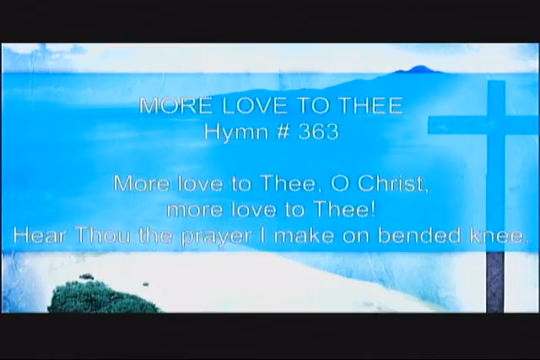 MORE LOVE TO THEE
Hymn # 363
More love to Thee, O Christ,
more love to Thee!
Hear Thou the prayer I make on bended knee.